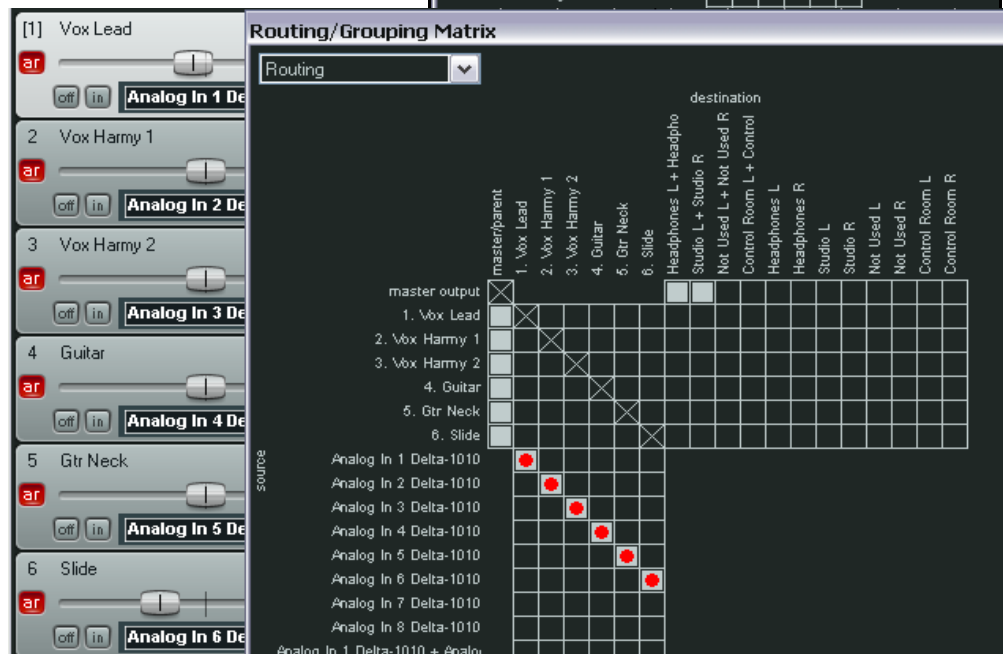 [1] Vox Lead
ar
off in Analog In 1 De
2 Vox Harmy 1
ar
off in Analog In 2 De
3 Vox Harmy 2
ar
off in Analog In 3 De
4 Guitar
ar
off in Analog In 4 De
5 Gtr Neck
ar
off in Analog In 5 De
6 Slide
ar
off in Analog In 6 De
Routing/Grouping Matrix
Routing
destination
master/parent
1. Vox Lead
2. Vox Harmy 1
3. Vox Harmy 2
4. Guitar
5. Gtr Neck
6. Slide
Headphones L + Headpho
Studio L + Studio R
Not Used L + Not Used R
Control Room L + Control
Headphones L
Headphones R
Studio L
Studio R
Not Used L
Not Used R
Control Room L
Control Room R
master output
1. Vox Lead
2. Vox Harmy 1
3. Vox Harmy 2
4. Guitar
5. Gtr Neck
6. Slide
source
Analog In 1 Delta-1010
Analog In 2 Delta-1010
Analog In 3 Delta-1010
Analog In 4 Delta-1010
Analog In 5 Delta-1010
Analog In 6 Delta-1010
Analog In 7 Delta-1010
Analog In 8 Delta-1010
Analog In 1 Delta-1010 + Analo